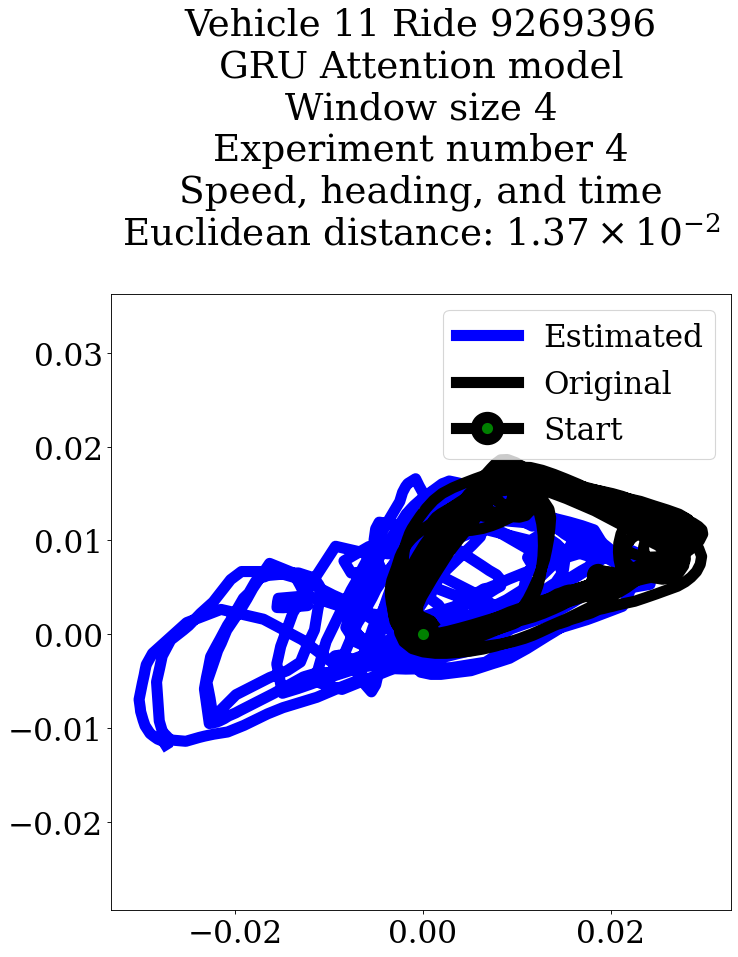 Vehicle 11 Ride 9269396
GRU Attention model
Window size 4
Experiment number 4
Speed, heading, and time
Euclidean distance: 1.37 × 10⁻²
Estimated
Original
Start
0.03
0.02
0.01
0.00
−0.01
−0.02
−0.02 0.00 0.02